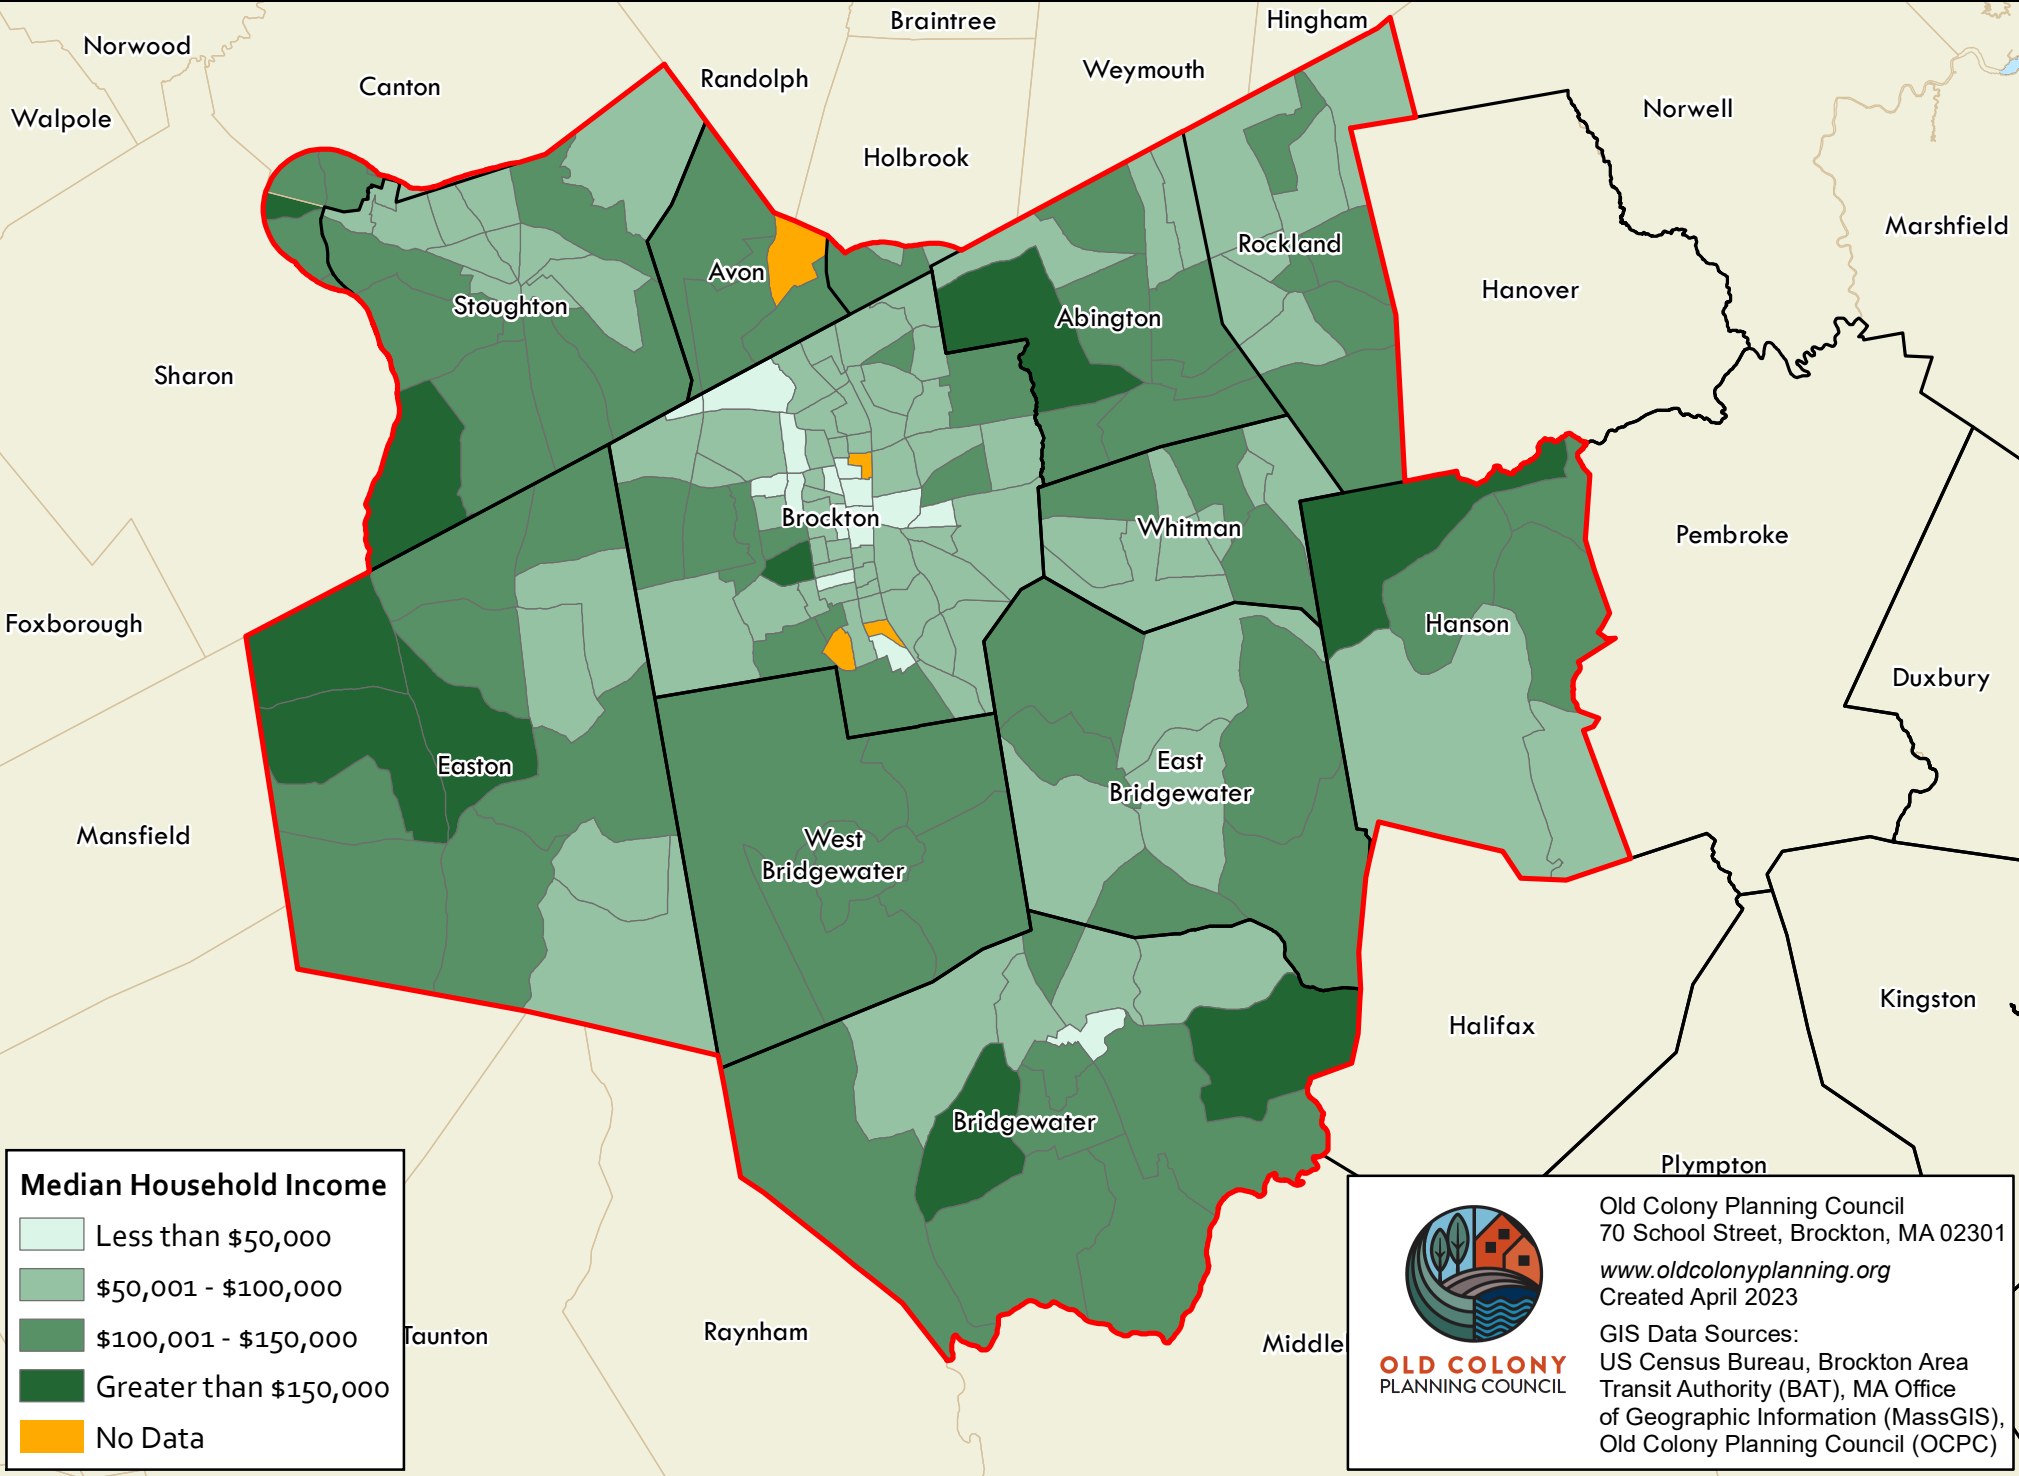 Braintree
Hingham
Norwood
Weymouth
Randolph
Canton
Norwell
Walpole
Holbrook
Marshfield
Rockland
Avon
Hanover
Stoughton
Abington
Sharon
Brockton
Whitman
Pembroke
Foxborough
Hanson
Duxbury
Easton
East
Bridgewater
Mansfield
West
Bridgewater
Kingston
Halifax
Bridgewater
Plympton
Raynham
Taunton
Middlel
Median Household Income
Less than $50,000
$50,001 - $100,000
$100,001 - $150,000
Greater than $150,000
No Data
OLD COLONY
PLANNING COUNCIL
Old Colony Planning Council
70 School Street, Brockton, MA 02301
www.oldcolonyplanning.org
Created April 2023
GIS Data Sources:
US Census Bureau, Brockton Area
Transit Authority (BAT), MA Office
of Geographic Information (MassGIS),
Old Colony Planning Council (OCPC)